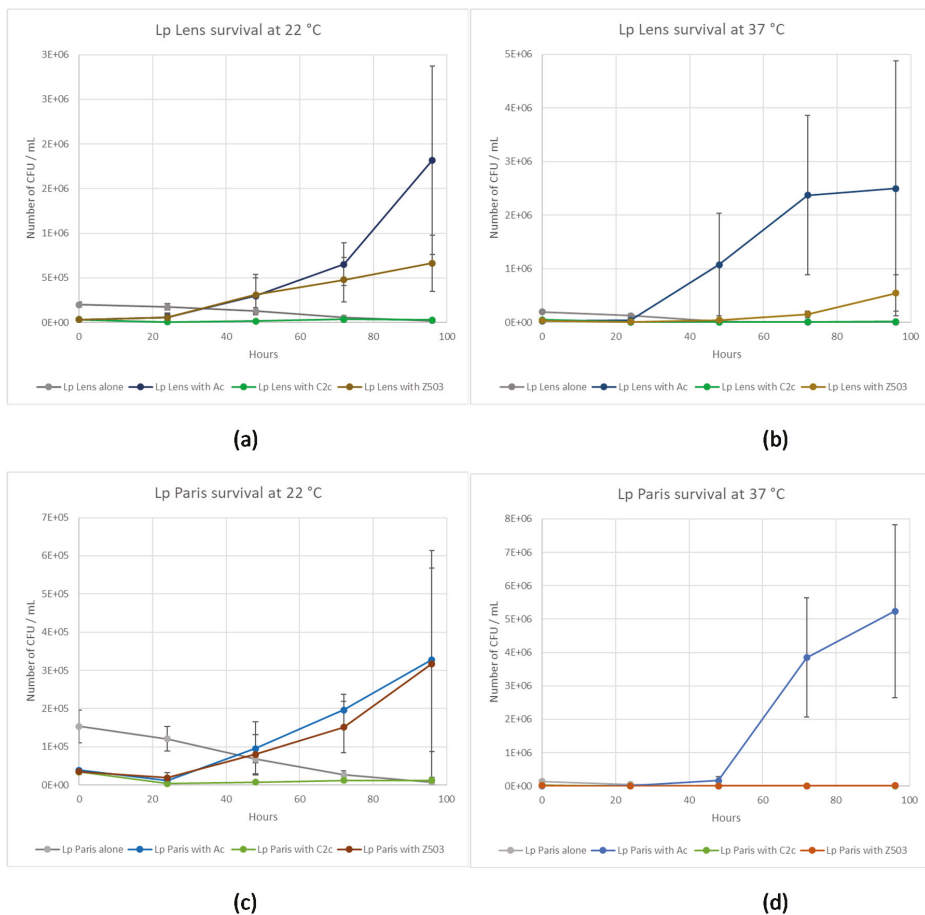 Lp Lens survival at 22 °C
Number of CFU / mL
3E+06
3E+06
2E+06
2E+06
1E+06
5E+05
0E+00
0 20 40 60 80 100
Hours
Lp Lens alone Lp Lens with Ac Lp Lens with C2c Lp Lens with Z503
(a)
Lp Lens survival at 37 °C
Number of CFU / mL
5E+06
4E+06
3E+06
2E+06
1E+06
0E+00
0 20 40 60 80 100
Hours
Lp Lens alone Lp Lens with Ac Lp Lens with C2c Lp Lens with Z503
(b)
Lp Paris survival at 22 °C
Number of CFU / mL
7E+05
6E+05
5E+05
4E+05
3E+05
2E+05
1E+05
0E+00
0 20 40 60 80 100
Hours
Lp Paris alone Lp Paris with Ac Lp Paris with C2c Lp Paris with Z503
(c)
Lp Paris survival at 37 °C
Number of CFU / mL
8E+06
7E+06
6E+06
5E+06
4E+06
3E+06
2E+06
1E+06
0E+00
0 20 40 60 80 100
Hours
Lp Paris alone Lp Paris with Ac Lp Paris with C2c Lp Paris with Z503
(d)